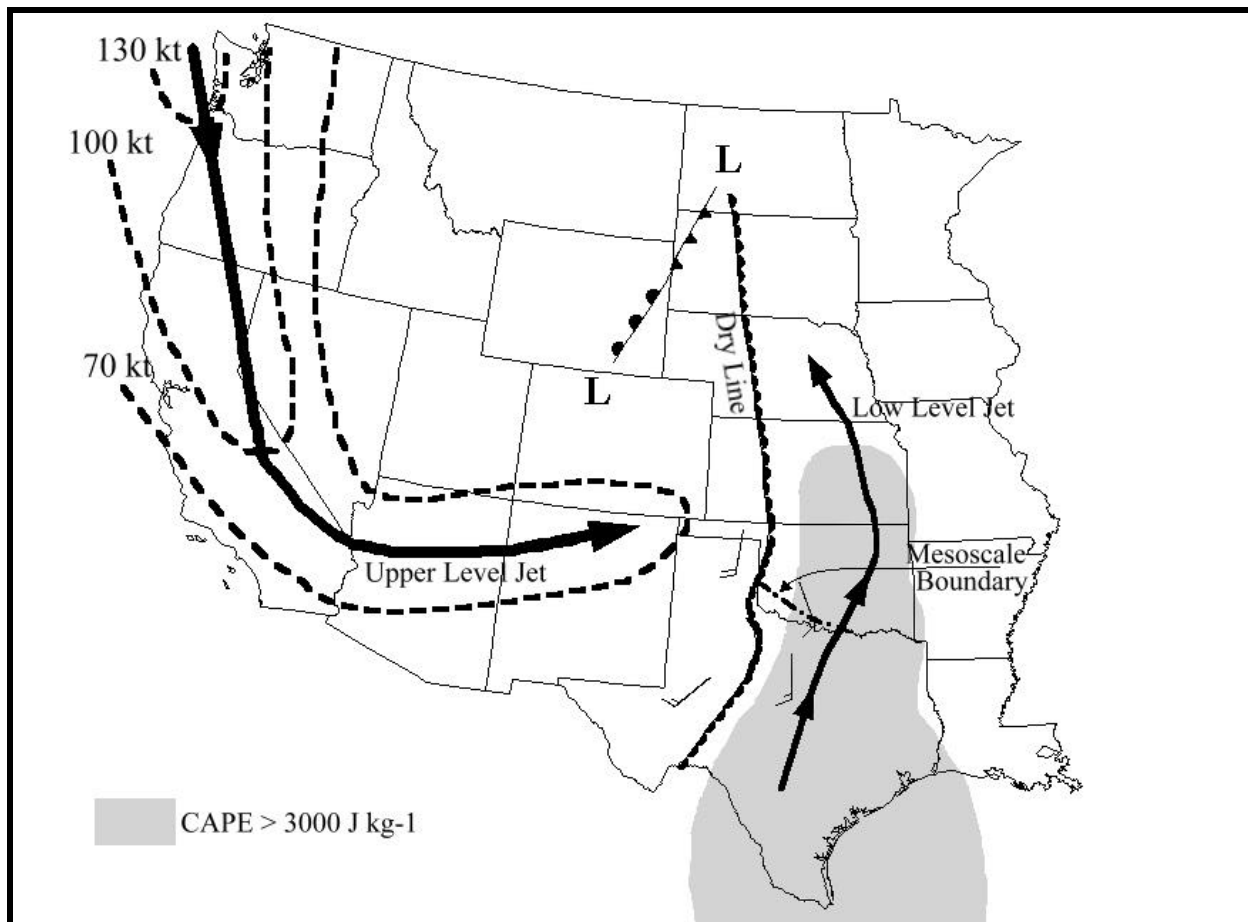 130 kt
100 kt
70 kt
L
L
Dry Line
Low Level Jet
Mesoscale
Boundary
Upper Level Jet
CAPE > 3000 J kg-1